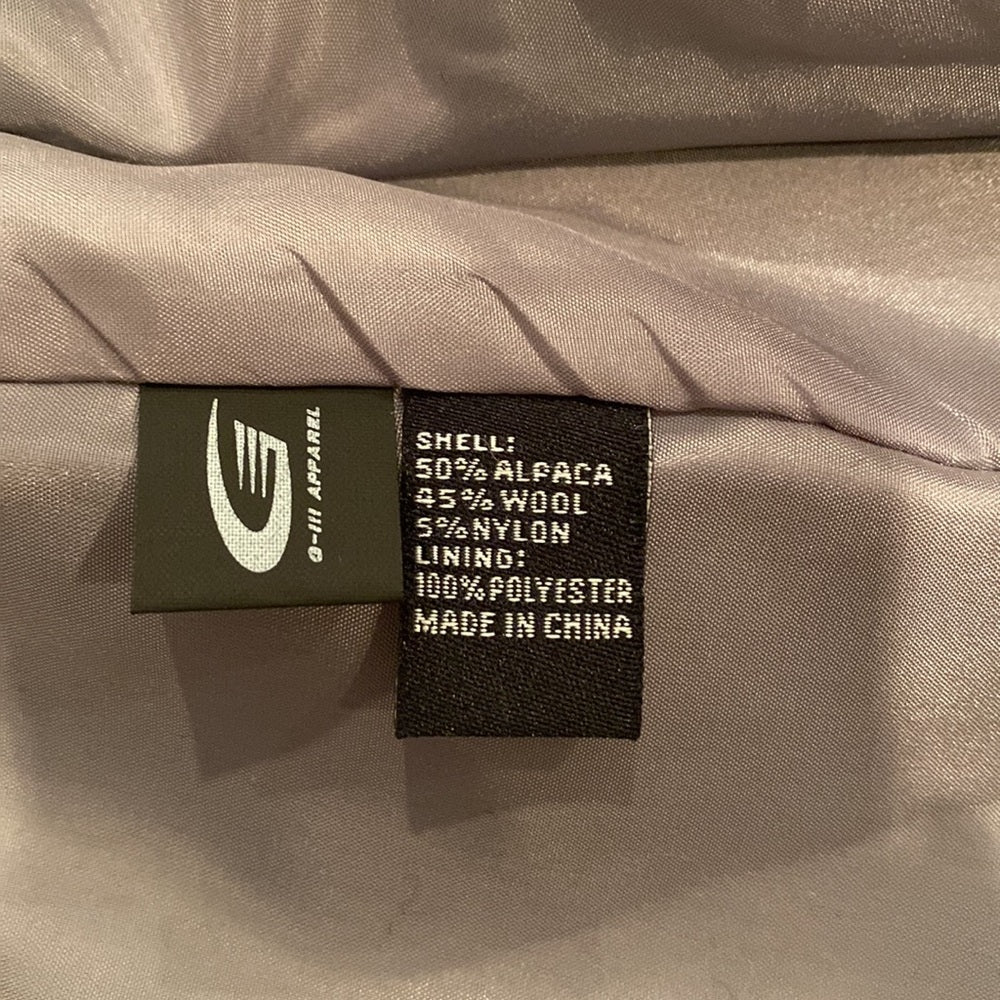 G-III APPAREL
SHELL:
50% ALPACA
45% WOOL
5% NYLON
LINING:
100% POLYESTER
MADE IN CHINA